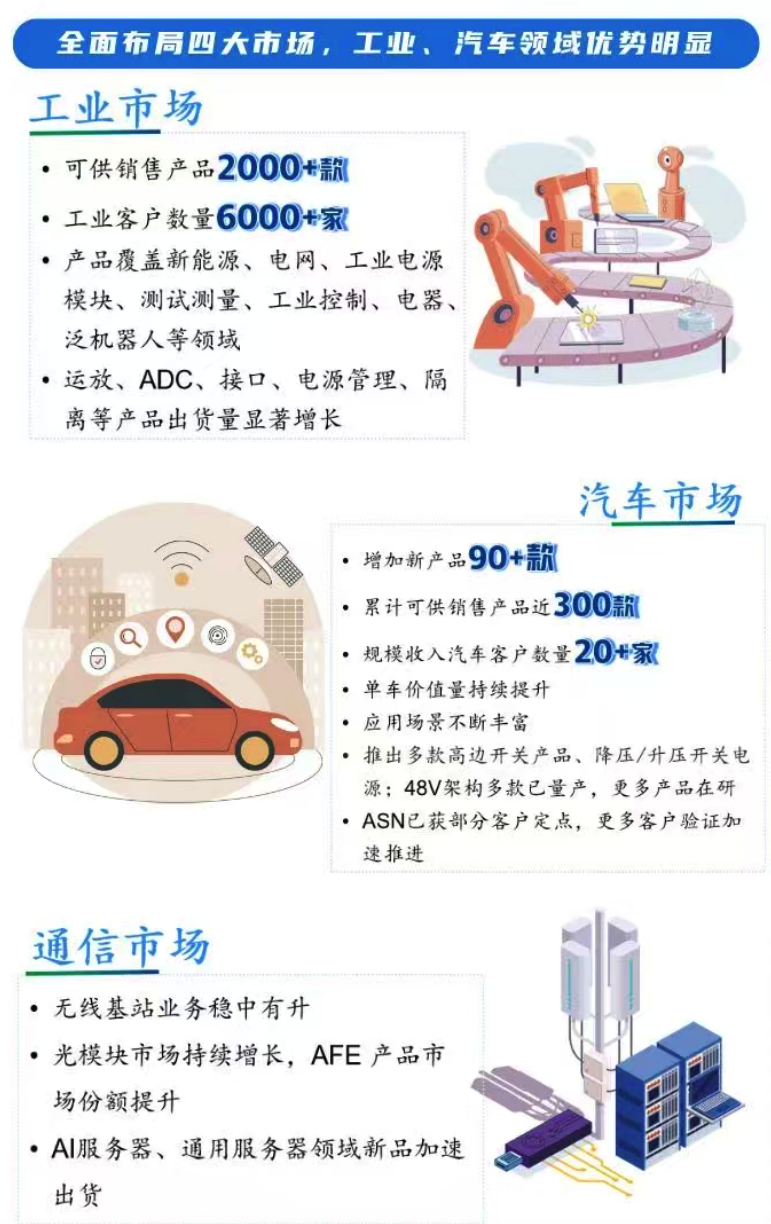 全面布局四大市场，工业、汽车领域优势明显
工业市场
• 可供销售产品2000+款
• 工业客户数量6000+家
• 产品覆盖新能源、电网、工业电源
模块、测试测量、工业控制、电器、
泛机器人等领域
• 运放、ADC、接口、电源管理、隔
离等产品出货量显著增长
汽车市场
• 增加新产品90+款
• 累计可供销售产品近300款
• 规模收入汽车客户数量20+家
• 单车价值量持续提升
• 应用场景不断丰富
• 推出多款高边开关产品、降压/升压开关电
源；48V架构多款已量产，更多产品在研
• ASN已获部分客户定点，更多客户验证加
速推进
通信市场
• 无线基站业务稳中有升
• 光模块市场持续增长，AFE 产品市
场份额提升
• AI服务器、通用服务器领域新品加速
出货